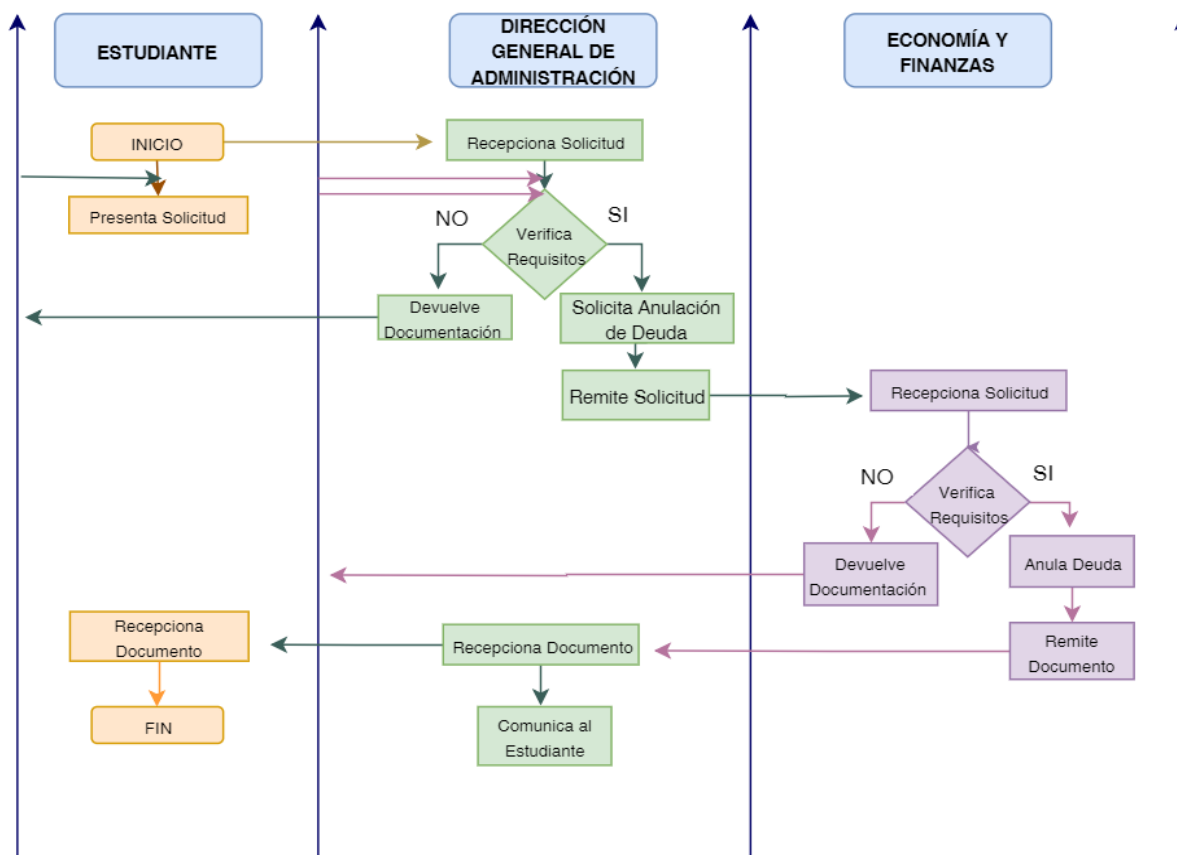 ESTUDIANTE
DIRECCIÓN
GENERAL DE
ADMINISTRACIÓN
ECONOMÍA Y
FINANZAS
INICIO
Recepciona Solicitud
Presenta Solicitud
NO
SI
Verifica
Requisitos
Devuelve
Documentación
Solicita Anulación
de Deuda
Remite Solicitud
Recepciona Solicitud
NO
SI
Verifica
Requisitos
Devuelve
Documentación
Anula Deuda
Recepciona
Documento
Recepciona Documento
Remite
Documento
FIN
Comunica al
Estudiante